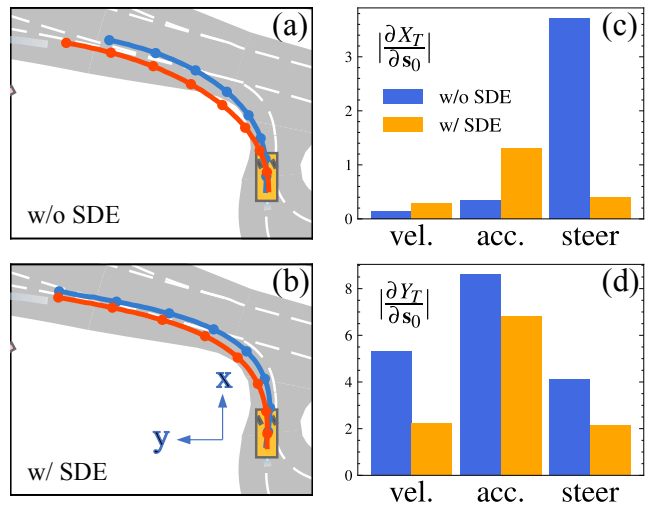 (a)
w/o SDE
(b)
x
y
w/ SDE
(c)
|∂X_T/∂s_0|
w/o SDE
w/ SDE
3
2
1
0
vel. acc. steer
(d)
|∂Y_T/∂s_0|
8
6
4
2
0
vel. acc. steer